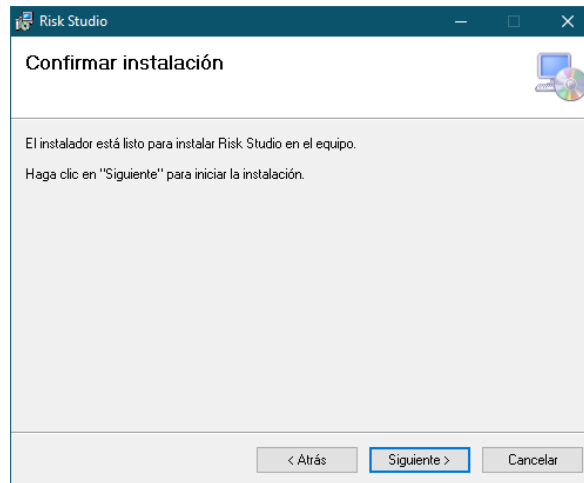 Risk Studio
Confirmar instalación
El instalador está listo para instalar Risk Studio en el equipo.
Haga clic en "Siguiente" para iniciar la instalación.
< Atrás
Siguiente >
Cancelar